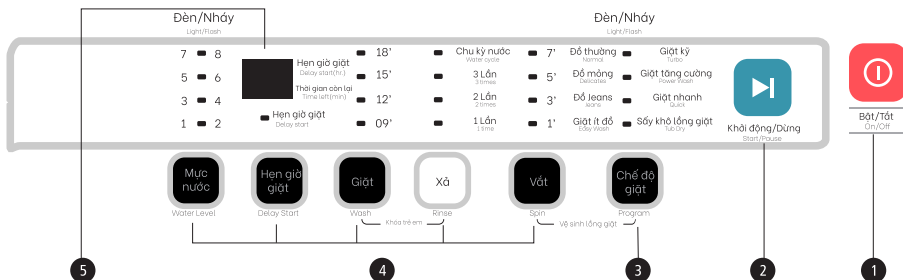 Đèn/Nháy
Light/Flash
Đèn/Nháy
Light/Flash
7 8
5 6
3 4
1 2
Hẹn giờ giặt
Delay start(hr.)
Thời gian còn lại
Time left(min)
Hẹn giờ giặt
Delay start
18'
15'
12'
09'
Chu kỳ nước
Water cycle
3 Lần
3 times
2 Lần
2 times
1 Lần
1 time
7'
5'
3'
1'
Đồ thường
Normal
Đồ mỏng
Delicates
Đồ Jeans
Jeans
Giặt ít đồ
Easy Wash
Giặt kỹ
Turbo
Giặt tăng cường
Power Wash
Giặt nhanh
Quick
Sấy khô lồng giặt
Tub Dry
Khởi động/Dừng
Start/Pause
Bật/Tắt
On/Off
Mực
nước
Water Level
Hẹn giờ
giặt
Delay Start
Giặt
Wash
Xả
Rinse
Khóa trẻ em
Vắt
Spin
Vệ sinh lồng giặt
Chế độ
giặt
Program
5
4
3
2
1